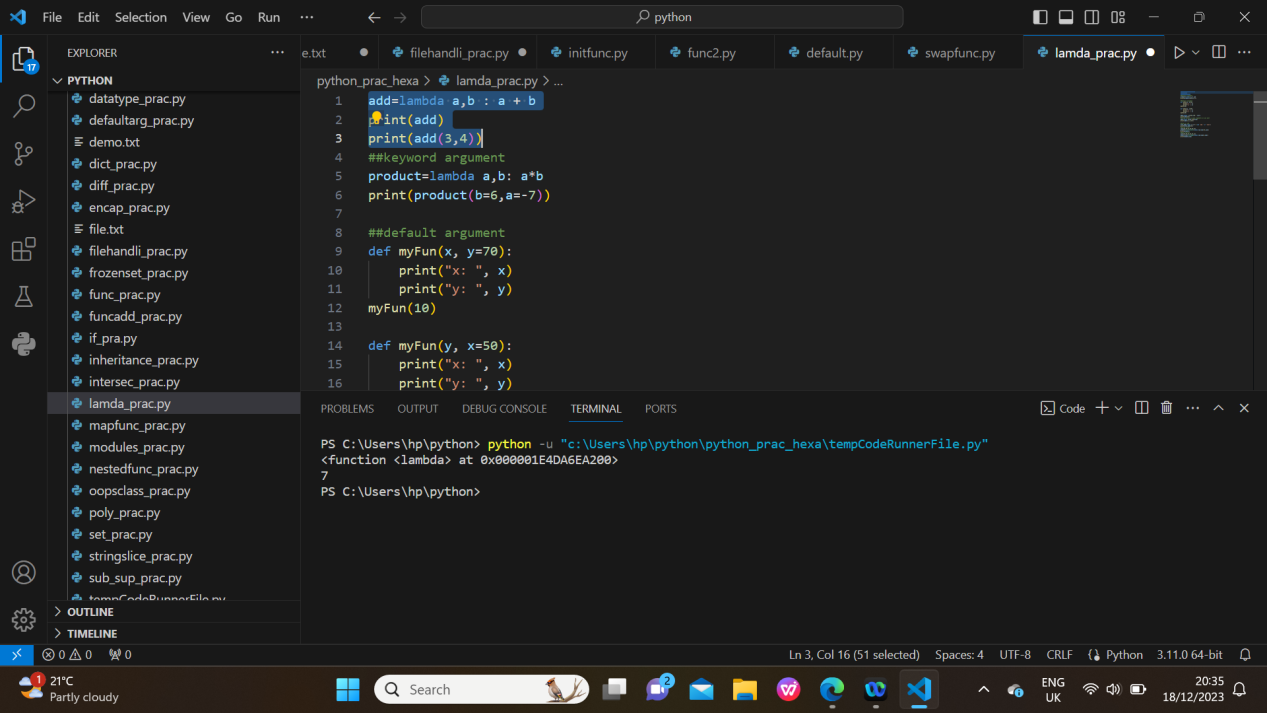 File Edit Selection View Go Run ··· python
EXPLORER ···
PYTHON
datatype_prac.py
defaultarg_prac.py
demo.txt
dict_prac.py
diff_prac.py
encap_prac.py
file.txt
filehandli_prac.py
frozenset_prac.py
func_prac.py
funcadd_prac.py
if_pra.py
inheritance_prac.py
intersec_prac.py
lamda_prac.py
mapfunc_prac.py
modules_prac.py
nestedfunc_prac.py
oopsclass_prac.py
poly_prac.py
set_prac.py
stringslice_prac.py
sub_sup_prac.py
tempCodeRunnerFile.py
OUTLINE
TIMELINE
17
e.txt filehandli_prac.py initfunc.py func2.py default.py swapfunc.py lamda_prac.py
python_prac_hexa > lamda_prac.py > ...
1 add=lambda a,b : a + b
2 print(add)
3 print(add(3,4))
4 ##keyword argument
5 product=lambda a,b: a*b
6 print(product(b=6,a=-7))
7
8 ##default argument
9 def myFun(x, y=70):
10 print("x: ", x)
11 print("y: ", y)
12 myFun(10)
13
14 def myFun(y, x=50):
15 print("x: ", x)
16 print("y: ", y)
PROBLEMS OUTPUT DEBUG CONSOLE TERMINAL PORTS Code
PS C:\Users\hp\python> python -u "c:\Users\hp\python\python_prac_hexa\tempCodeRunnerFile.py"
<function <lambda> at 0x000001E4DA6EA200>
7
PS C:\Users\hp\python>
0 0 0 Ln 3, Col 16 (51 selected) Spaces: 4 UTF-8 CRLF Python 3.11.0 64-bit
1
21°C
Partly cloudy
Search
2
ENG
UK
20:35
18/12/2023